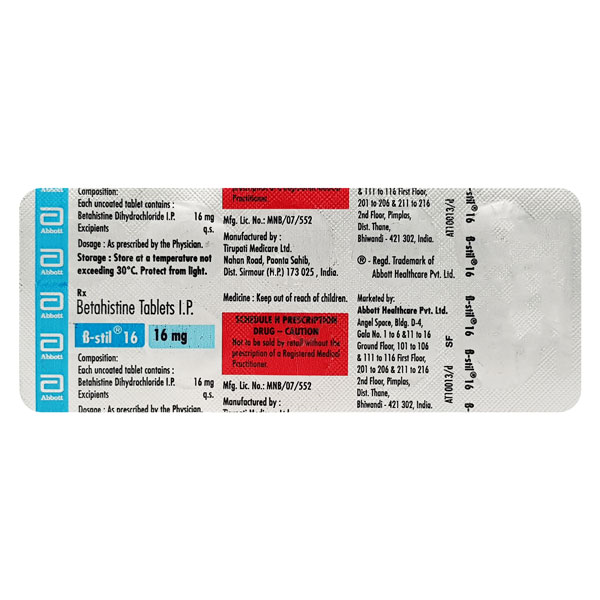 Abbott
Abbott
Abbott
Abbott
Abbott
Composition:
Each uncoated tablet contains :
Betahistine Dihydrochloride I.P. 16 mg
Excipients q.s.
Dosage : As prescribed by the Physician.
Storage : Store at a temperature not
exceeding 30°C. Protect from light.
Rx
Betahistine Tablets I.P.
ß-stil® 16 16 mg
Composition:
Each uncoated tablet contains :
Betahistine Dihydrochloride I.P. 16 mg
Excipients q.s.
Dosage : As prescribed by the Physician.
Practitioner.
Mfg. Lic. No.: MNB/07/552
Manufactured by :
Tirupati Medicare Ltd.
Nahan Road, Paonta Sahib,
Dist. Sirmour (H.P.) 173 025 , India.
Medicine : Keep out of reach of children.
SCHEDULE H PRESCRIPTION
DRUG – CAUTION
Not to be sold by retail without the
prescription of a Registered Medical
Practitioner.
Mfg. Lic. No.: MNB/07/552
Manufactured by :
Tirupati Medicare Ltd.
& 111 to 116 First Floor,
201 to 206 & 211 to 216
2nd Floor, Pimplas,
Dist. Thane,
Bhiwandi - 421 302, India.
® - Regd. Trademark of
Abbott Healthcare Pvt. Ltd.
Marketed by:
Abbott Healthcare Pvt. Ltd.
Angel Space, Bldg. D-4,
Gala No. 1 to 6 &11 to 16
Ground Floor, 101 to 106
& 111 to 116 First Floor,
201 to 206 & 211 to 216
2nd Floor, Pimplas,
Dist. Thane,
Bhiwandi - 421 302, India.
SF
ß-stil® 16
ß-stil® 16
ß-stil® 16